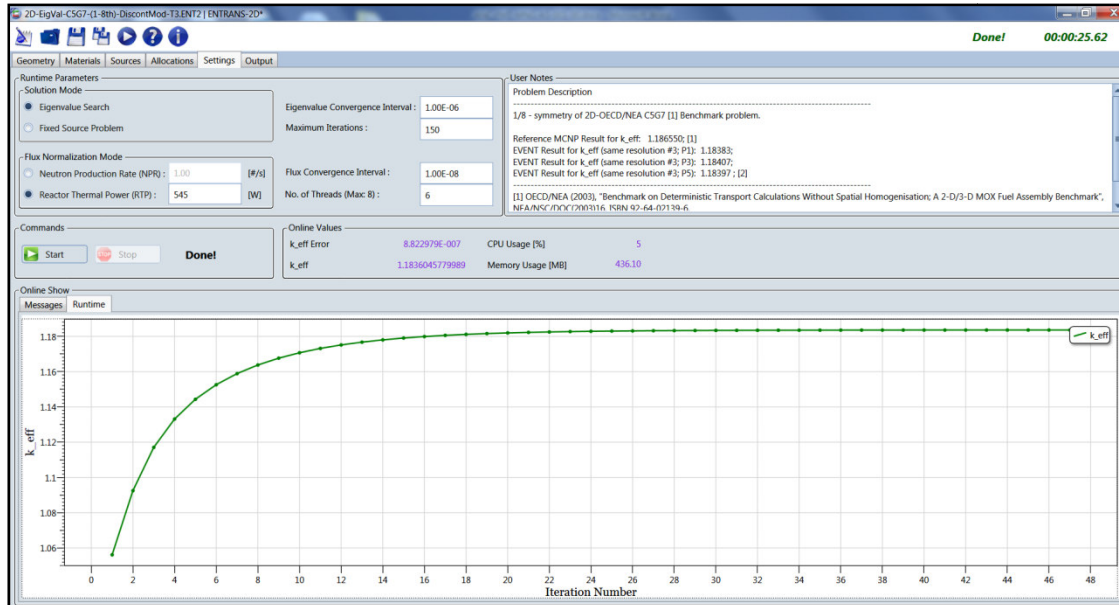 2D-EigVal-C5G7-(1-8th)-DiscontMod-T3.ENT2 | ENTRANS-2D*
Done! 00:00:25.62
Geometry Materials Sources Allocations Settings Output
Runtime Parameters
Solution Mode
Eigenvalue Search
Fixed Source Problem
Eigenvalue Convergence Interval : 1.00E-06
Maximum Iterations : 150
Flux Normalization Mode
Neutron Production Rate (NPR) : 1.00 [#/s]
Reactor Thermal Power (RTP) : 545 [W]
Flux Convergence Interval : 1.00E-08
No. of Threads (Max: 8) : 6
User Notes
Problem Description
1/8 - symmetry of 2D-OECD/NEA C5G7 [1] Benchmark problem.
Reference MCNP Result for k_eff: 1.186550; [1]
EVENT Result for k_eff (same resolution #3; P1): 1.18383;
EVENT Result for k_eff (same resolution #3; P3): 1.18407;
EVENT Result for k_eff (same resolution #3; P5): 1.18397 ; [2]
[1] OECD/NEA (2003), "Benchmark on Deterministic Transport Calculations Without Spatial Homogenisation; A 2-D/3-D MOX Fuel Assembly Benchmark",
NEA/NSC/DOC(2003)16, ISBN 92-64-02139-6
Commands
Start Stop Done!
Online Values
k_eff Error 8.822979E-007 CPU Usage [%] 5
k_eff 1.1836045779989 Memory Usage [MB] 436.10
Online Show
Messages Runtime
k_eff
1.18
1.16
1.14
1.12
1.1
1.08
1.06
k_eff
0 2 4 6 8 10 12 14 16 18 20 22 24 26 28 30 32 34 36 38 40 42 44 46 48
Iteration Number